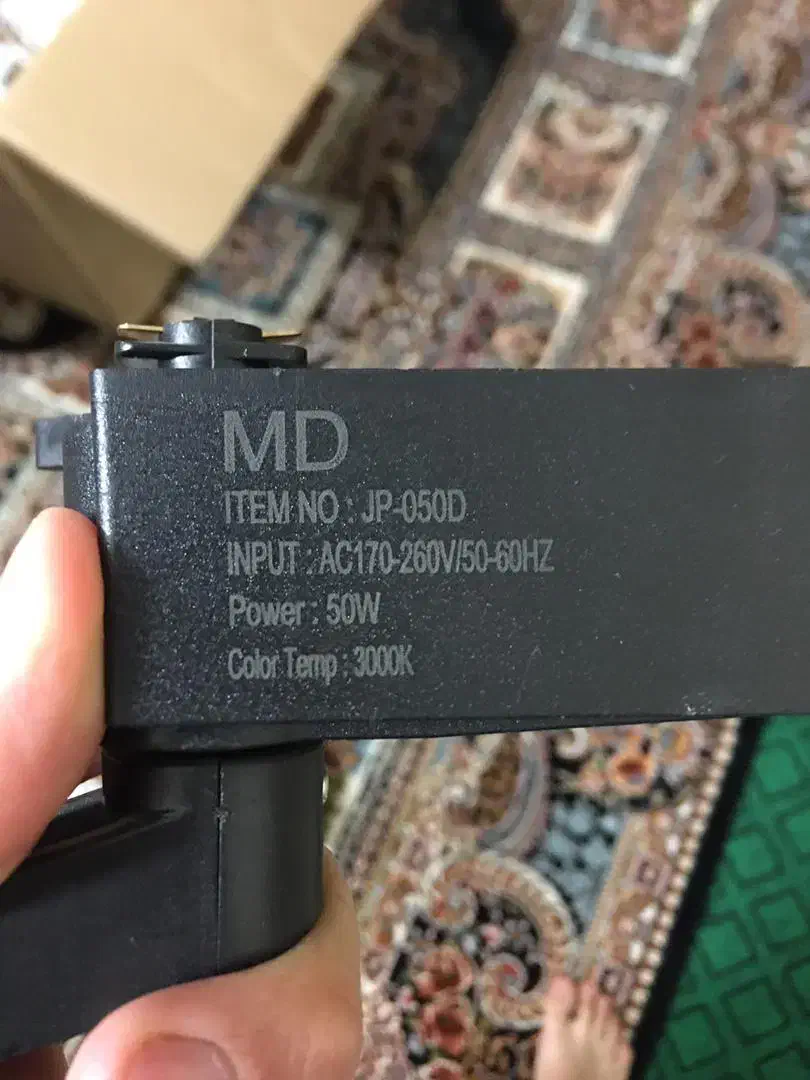 MD
ITEM NO : JP-050D
INPUT : AC170-260V/50-60HZ
Power : 50W
Color Temp : 3000K